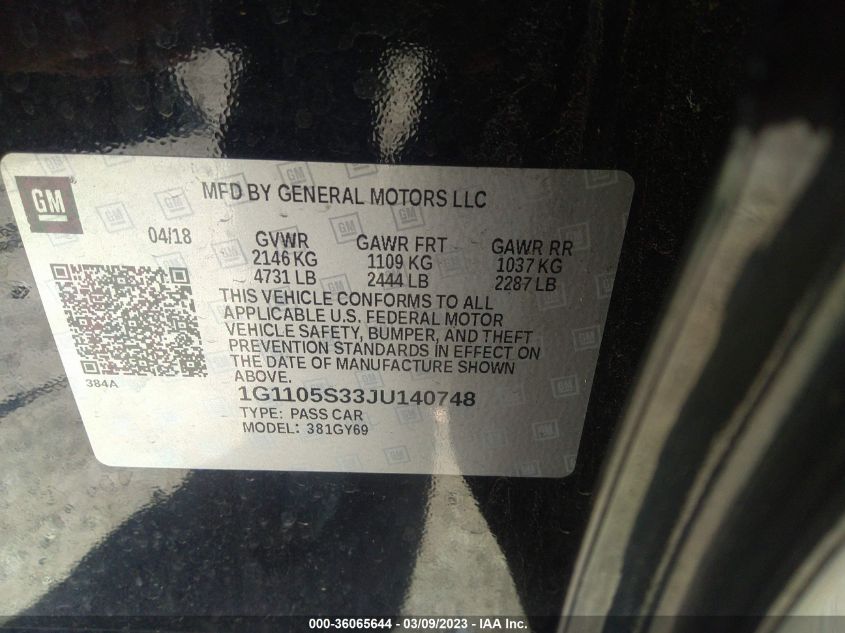 GM
MFD BY GENERAL MOTORS LLC
04/18
GVWR GAWR FRT GAWR RR
2146 KG 1109 KG 1037 KG
4731 LB 2444 LB 2287 LB
THIS VEHICLE CONFORMS TO ALL
APPLICABLE U.S. FEDERAL MOTOR
VEHICLE SAFETY, BUMPER, AND THEFT
PREVENTION STANDARDS IN EFFECT ON
THE DATE OF MANUFACTURE SHOWN
ABOVE.
384A
1G1105S33JU140748
TYPE: PASS CAR
MODEL: 381GY69
000-36065644 - 03/09/2023 - IAA Inc.